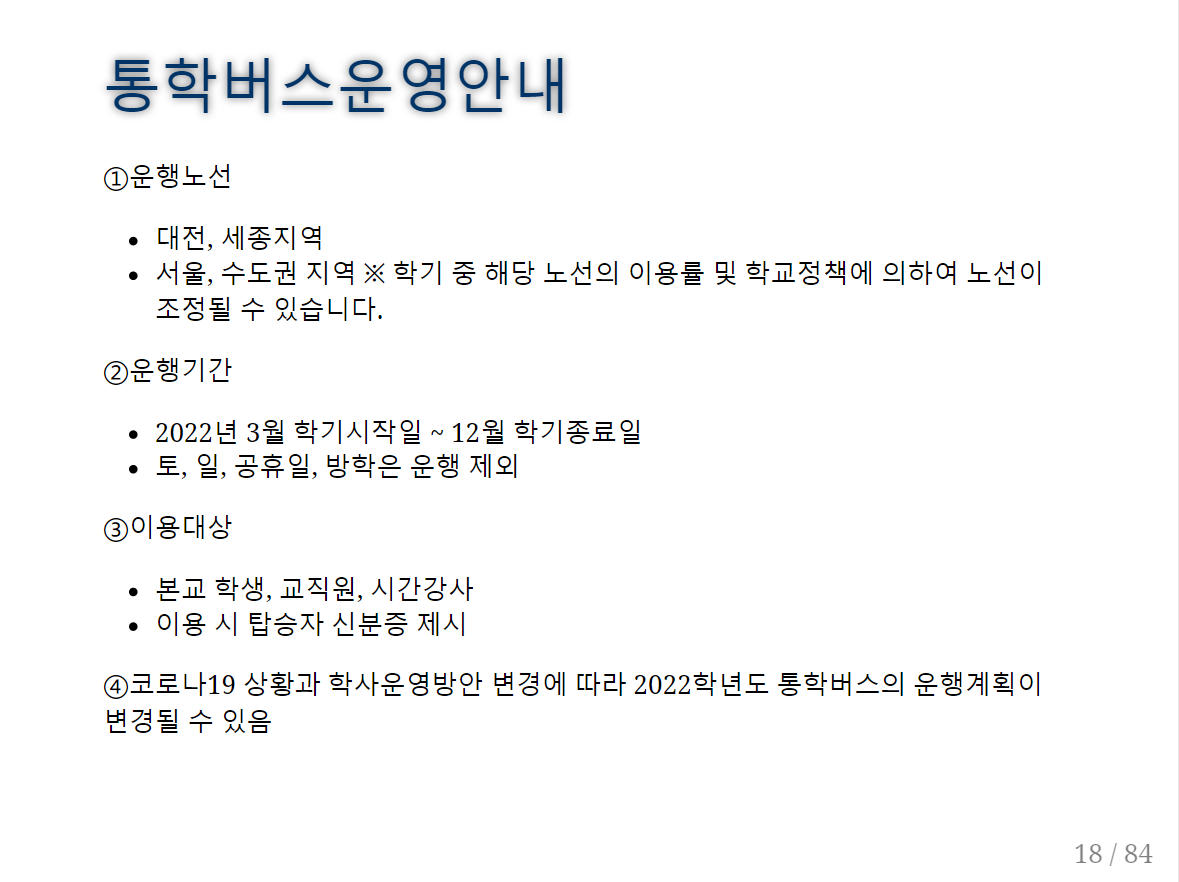 통학버스운영안내
①운행노선
• 대전, 세종지역
• 서울, 수도권 지역 ※ 학기 중 해당 노선의 이용률 및 학교정책에 의하여 노선이
조정될 수 있습니다.
②운행기간
• 2022년 3월 학기시작일 ~ 12월 학기종료일
• 토, 일, 공휴일, 방학은 운행 제외
③이용대상
• 본교 학생, 교직원, 시간강사
• 이용 시 탑승자 신분증 제시
④코로나19 상황과 학사운영방안 변경에 따라 2022학년도 통학버스의 운행계획이
변경될 수 있음
18 / 84